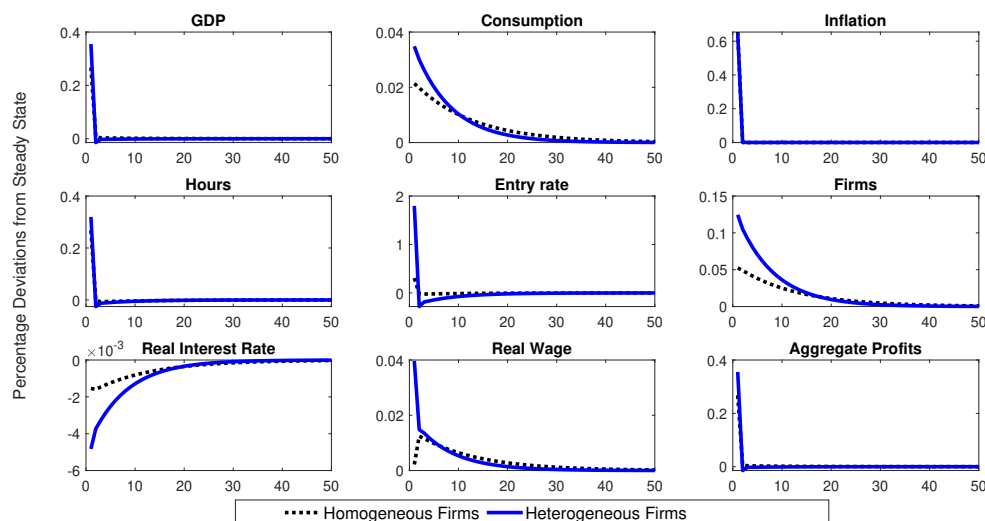 GDP
Consumption
Inflation
Percentage Deviations from Steady State
0.4
0.2
0
0 10 20 30 40 50
0.04
0.02
0
0 10 20 30 40 50
0.6
0.4
0.2
0
0 10 20 30 40 50
Hours
Entry rate
Firms
0.4
0.2
0
0 10 20 30 40 50
2
1
0
0 10 20 30 40 50
0.15
0.1
0.05
0
0 10 20 30 40 50
×10⁻³ Real Interest Rate
Real Wage
Aggregate Profits
0
-2
-4
-6
0 10 20 30 40 50
0.04
0.02
0
0 10 20 30 40 50
0.4
0.2
0
0 10 20 30 40 50
Homogeneous Firms Heterogeneous Firms